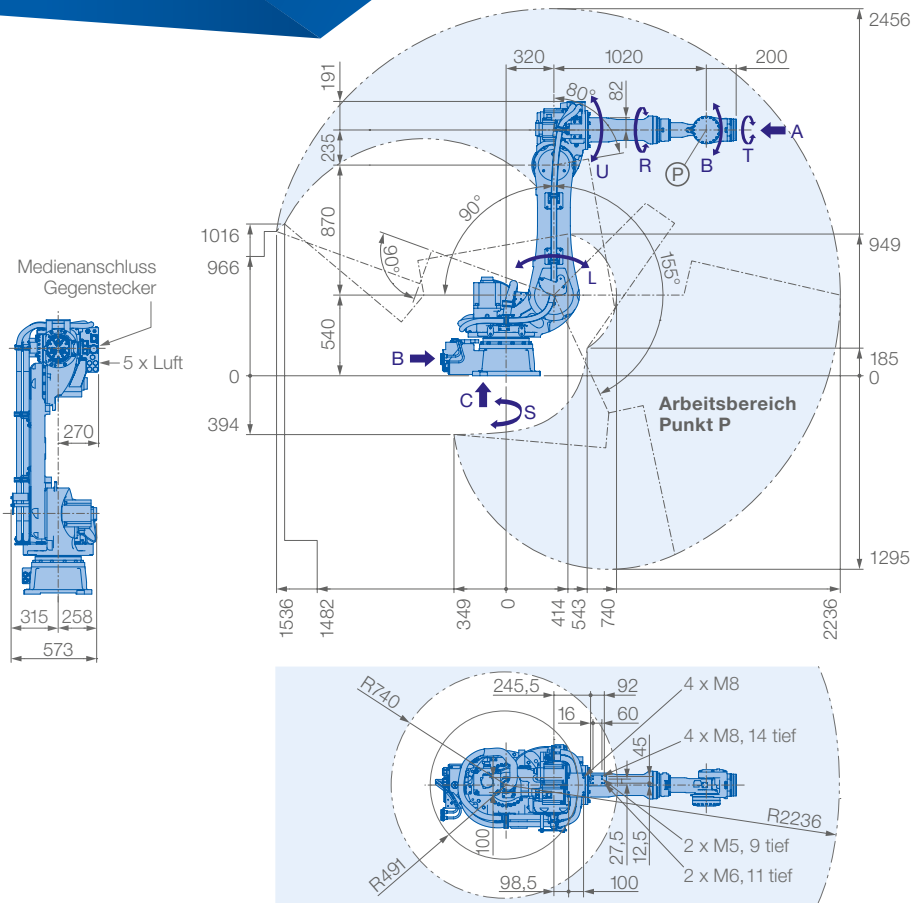 2456
320
1020
200
191
82
80°
A
235
U
R
B
T
P
90°
870
1016
949
966
90°
155°
L
Medienanschluss
Gegenstecker
540
5 x Luft
B
185
0
0
C
S
Arbeitsbereich
Punkt P
394
270
1295
315
258
573
1536
1482
349
0
414
543
740
2236
R740
245,5
92
4 x M8
16
60
45
4 x M8, 14 tief
R2236
100
27,5
12,5
2 x M5, 9 tief
R491
2 x M6, 11 tief
98,5
100